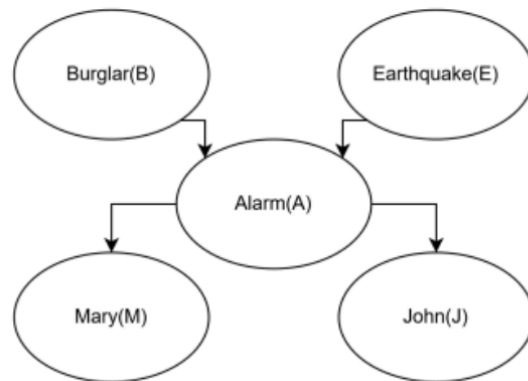 Burglar(B)
Earthquake(E)
Alarm(A)
Mary(M)
John(J)